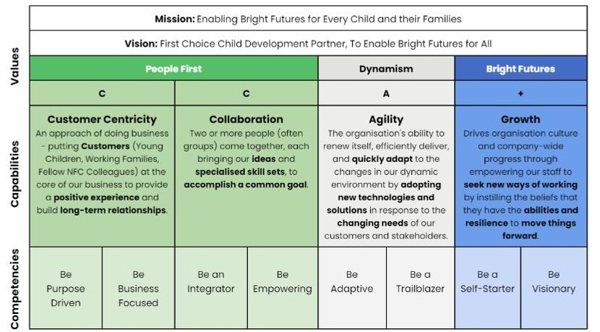 Mission: Enabling Bright Futures for Every Child and their Families
Vision: First Choice Child Development Partner, To Enable Bright Futures for All
Values
People First
Dynamism
Bright Futures
C
C
A
+
Capabilities
Customer Centricity
An approach of doing business
- putting Customers (Young
Children, Working Families,
Fellow NFC Colleagues) at the
core of our business to provide
a positive experience and
build long-term relationships.
Collaboration
Two or more people (often
groups) come together, each
bringing our ideas and
specialised skill sets, to
accomplish a common goal.
Agility
The organisation's ability to
renew itself, efficiently deliver,
and quickly adapt to the
changes in our dynamic
environment by adopting
new technologies and
solutions in response to the
changing needs of our
customers and stakeholders.
Growth
Drives organisation culture
and company-wide
progress through
empowering our staff to
seek new ways of working
by instilling the beliefs that
they have the abilities and
resilience to move things
forward.
Competencies
Be
Purpose
Driven
Be
Business
Focused
Be an
Integrator
Be
Empowering
Be
Adaptive
Be a
Trailblazer
Be a
Self-Starter
Be
Visionary